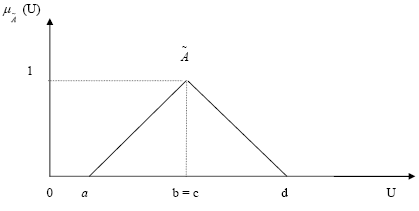 μ_Ã (U)
Ã
1
0 a b = c d U